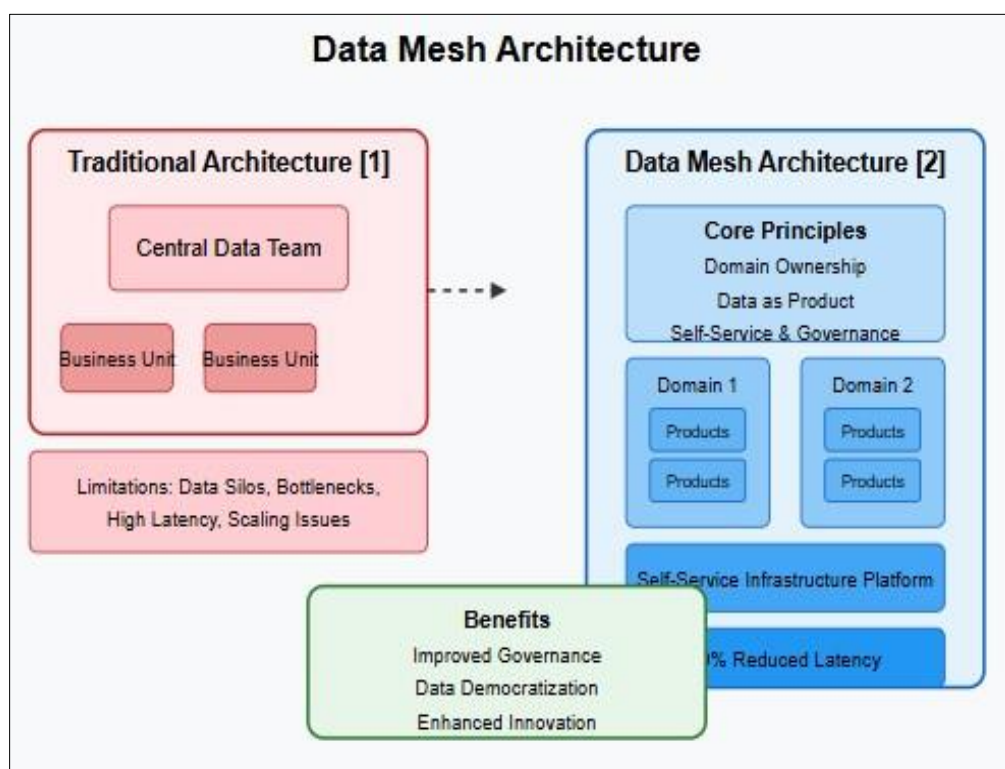 Data Mesh Architecture
Traditional Architecture [1]
Central Data Team
Business Unit
Business Unit
Limitations: Data Silos, Bottlenecks,
High Latency, Scaling Issues
Data Mesh Architecture [2]
Core Principles
Domain Ownership
Data as Product
Self-Service & Governance
Domain 1
Products
Products
Domain 2
Products
Products
Self-Service Infrastructure Platform
Reduced Latency
Benefits
Improved Governance
Data Democratization
Enhanced Innovation